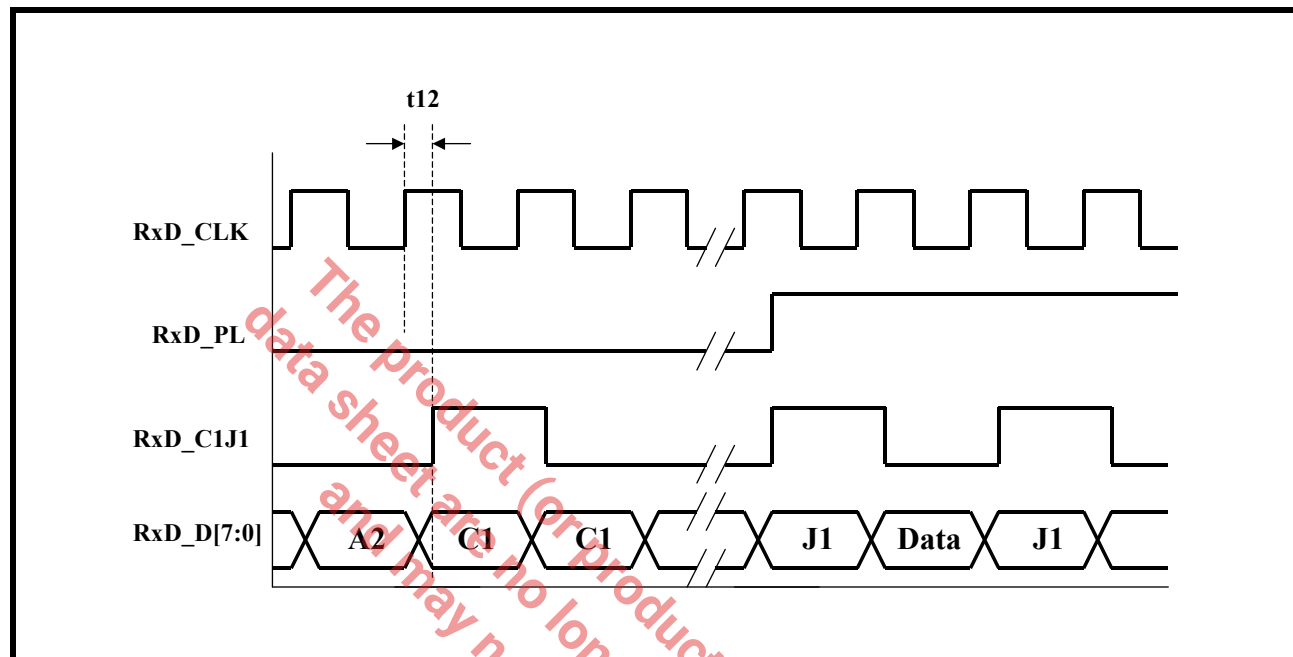 t12
RxD_CLK
RxD_PL
RxD_C1J1
RxD_D[7:0]
A2
C1
C1
J1
Data
J1
The product (or product
data sheet are no lon
and may n